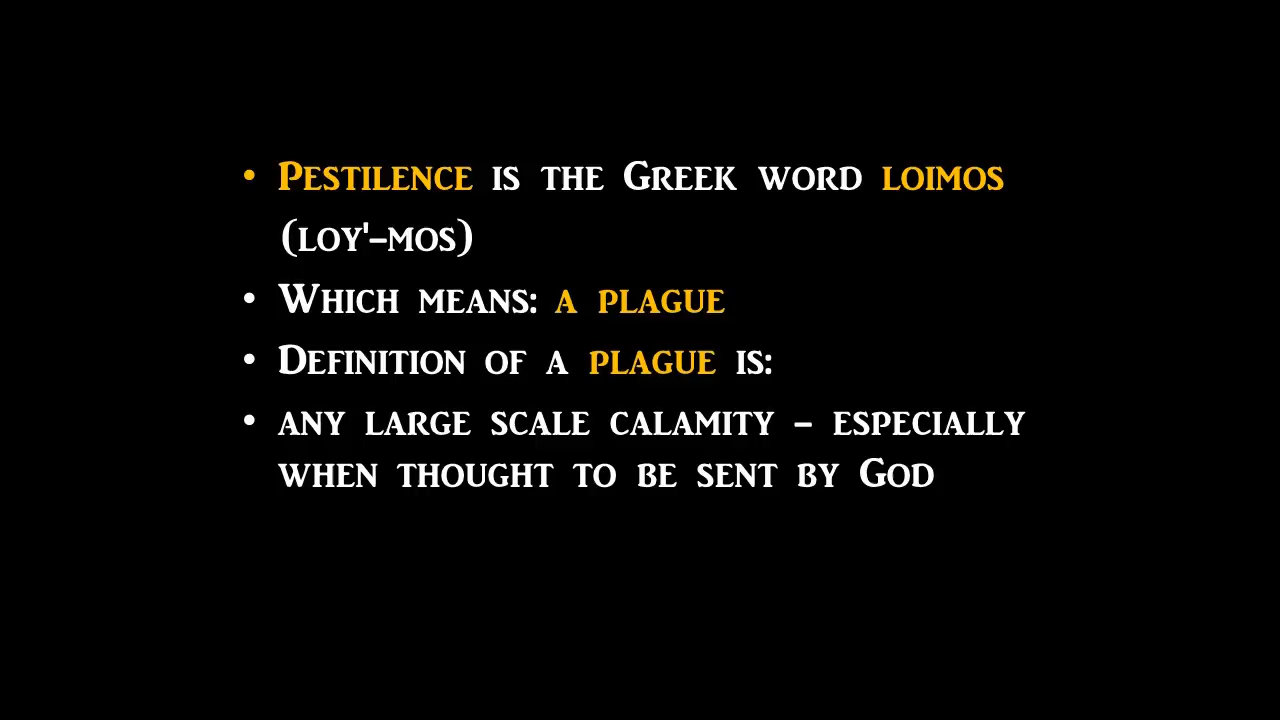 • Pestilence is the Greek word loimos
(loy'-mos)
• Which means: a plague
• Definition of a plague is:
• any large scale calamity - especially
when thought to be sent by God